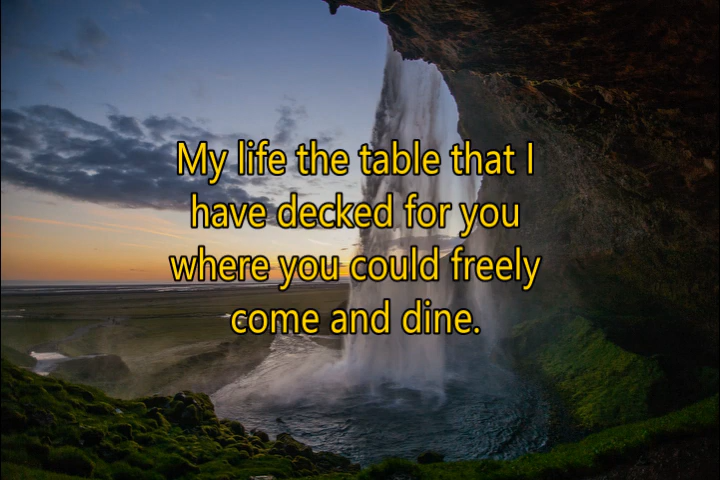 My life the table that I
have decked for you
where you could freely
come and dine.